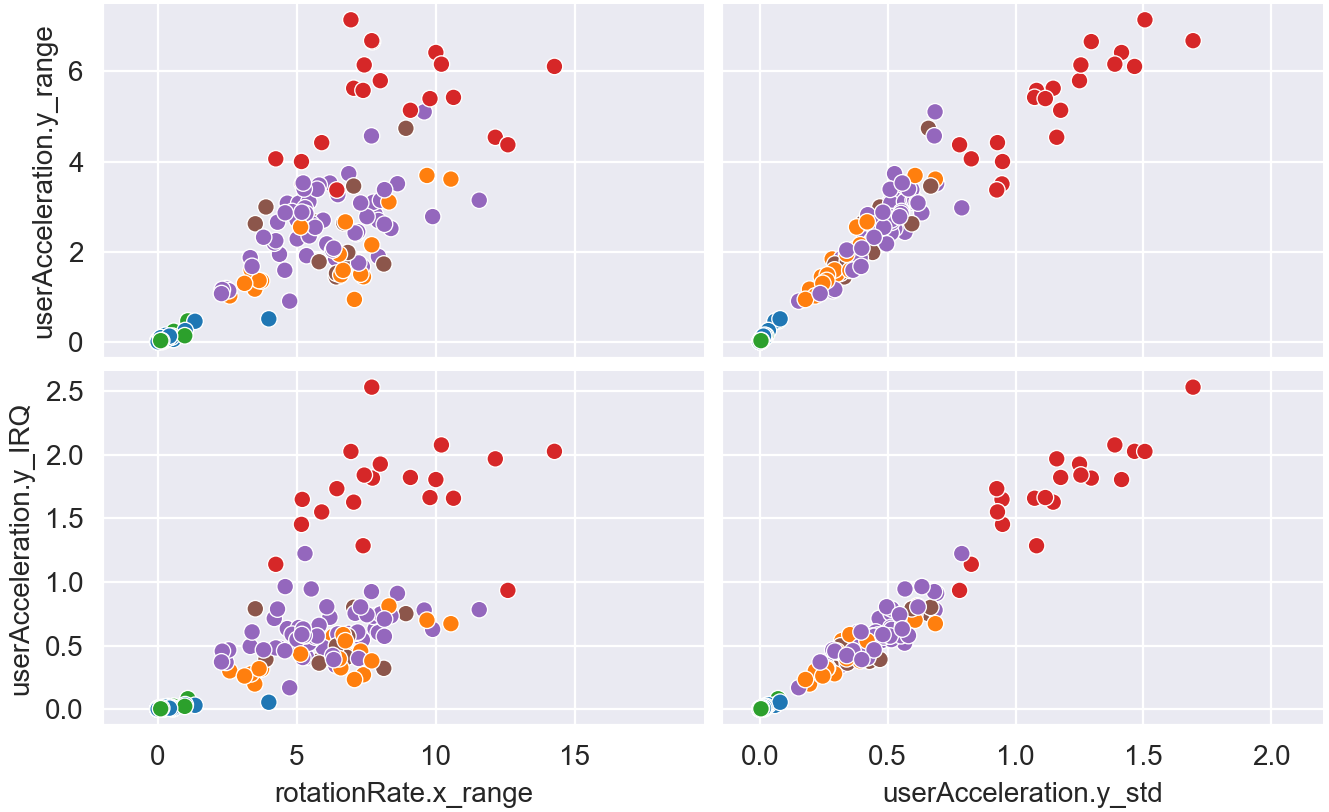 userAcceleration.y_range
6
4
2
0
userAcceleration.y_IRQ
2.5
2.0
1.5
1.0
0.5
0.0
0 5 10 15
0.0 0.5 1.0 1.5 2.0
rotationRate.x_range
userAcceleration.y_std